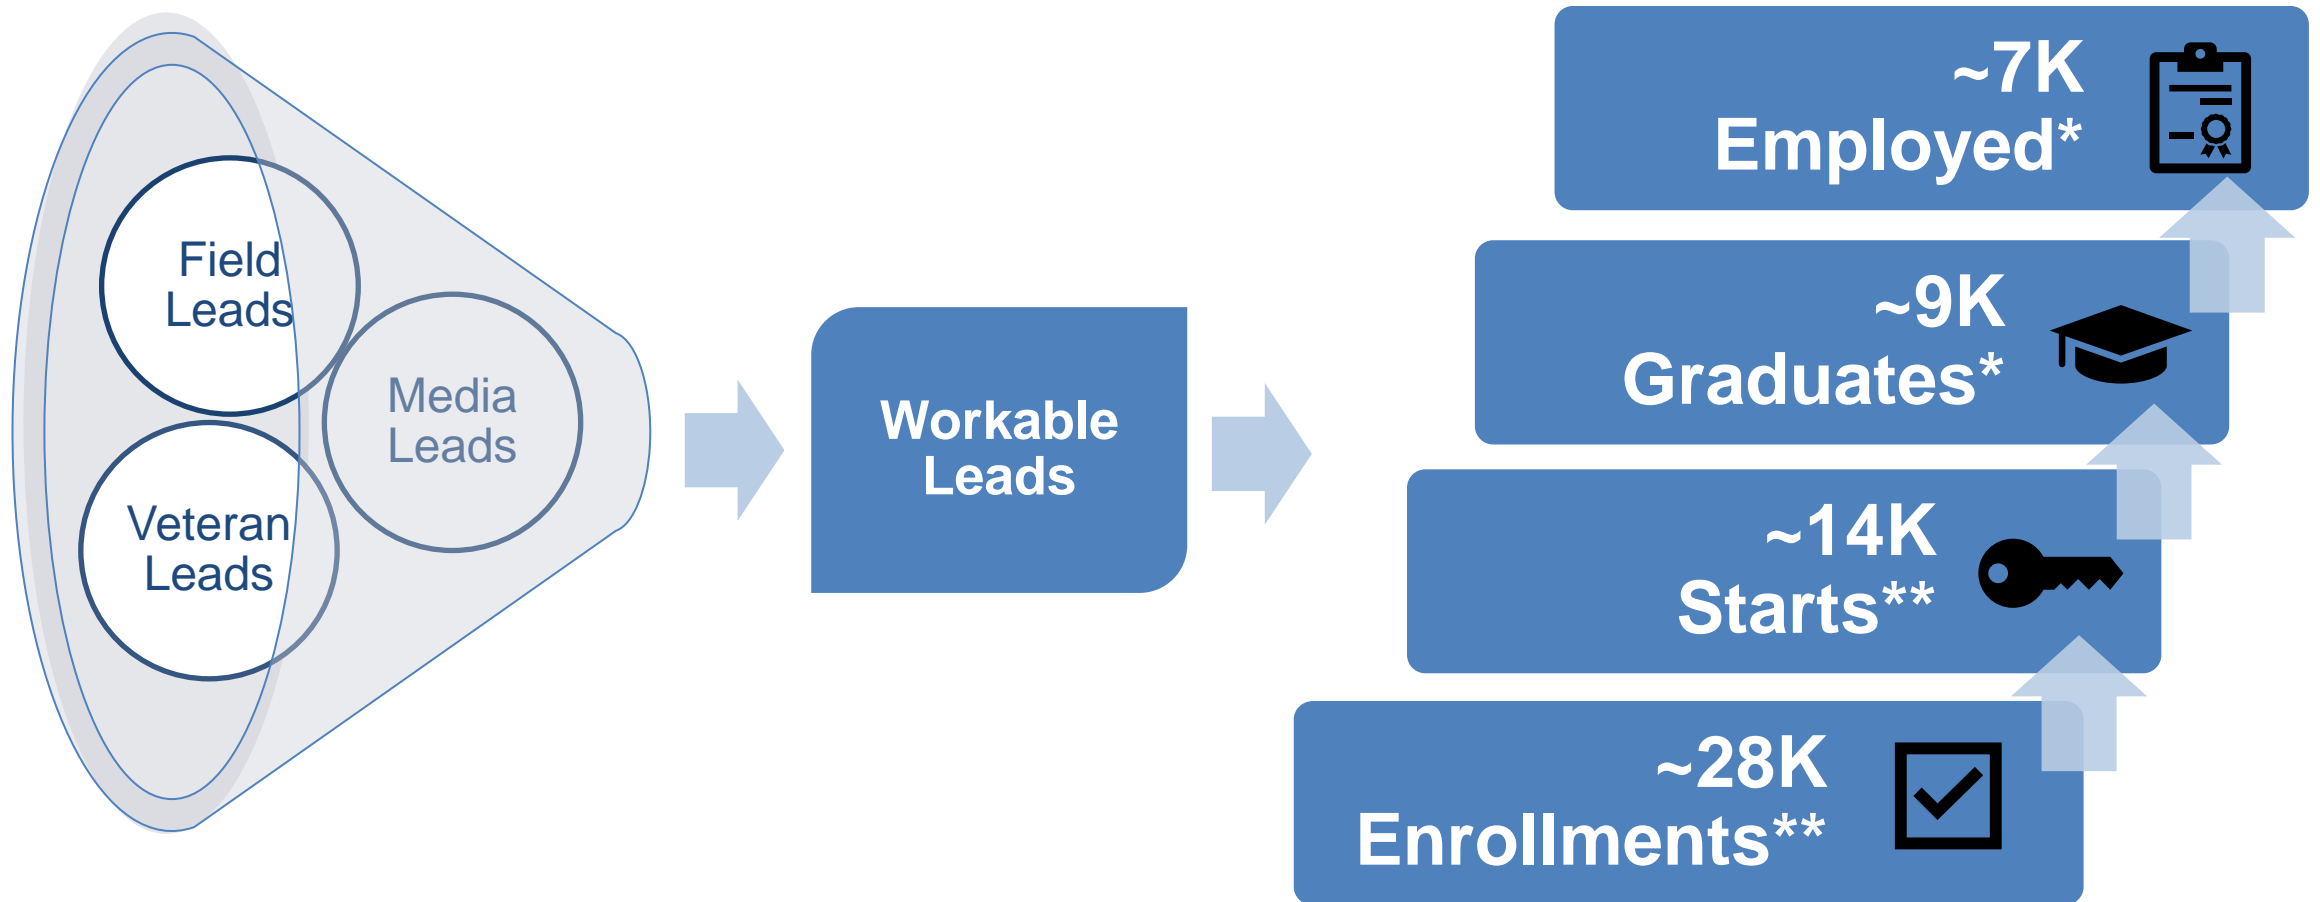 Field
Leads
Media
Leads
Veteran
Leads
Workable
Leads
~7K
Employed*
~9K
Graduates*
~14K
Starts**
~28K
Enrollments**